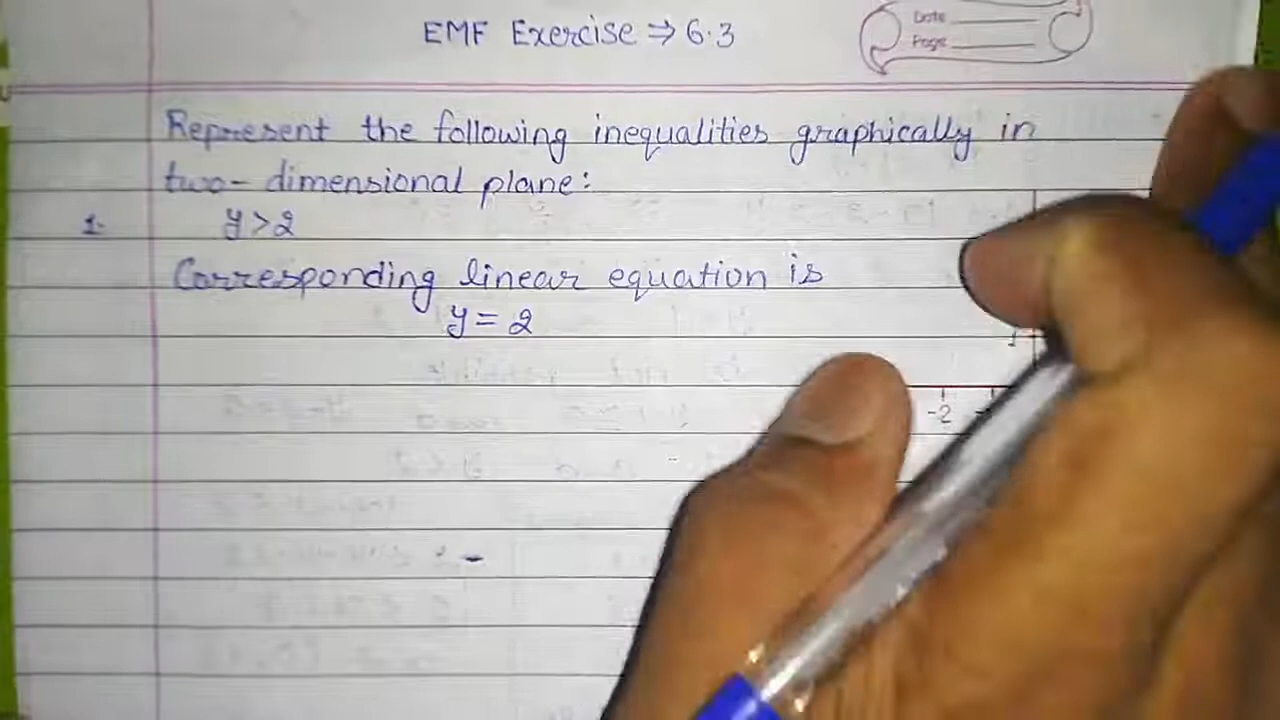 EMF Exercise ⇒ 6.3
Date
Page
Represent the following inequalities graphically in
two-dimensional plane:
1. y > 2
Corresponding linear equation is
y = 2
1
-2